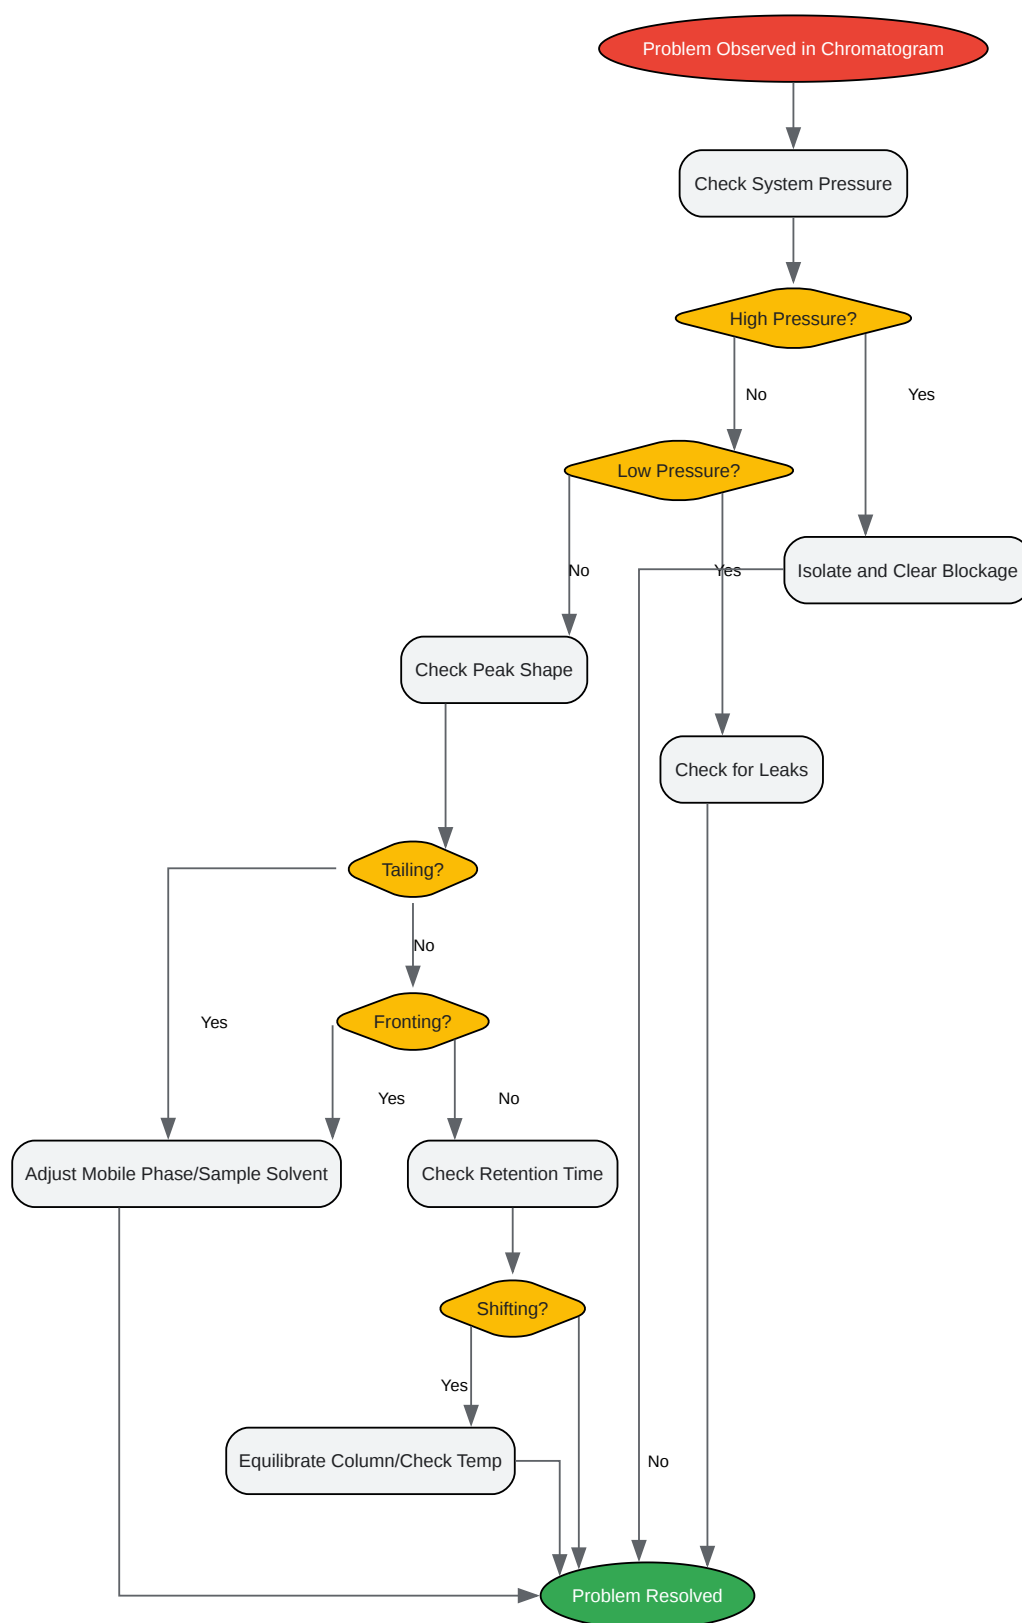 Problem Observed in Chromatogram
Check System Pressure
High Pressure?
No
Yes
Low Pressure?
No
Yes
Isolate and Clear Blockage
Check Peak Shape
Check for Leaks
Tailing?
No
Yes
Fronting?
Yes
No
Adjust Mobile Phase/Sample Solvent
Check Retention Time
Shifting?
Yes
Equilibrate Column/Check Temp
No
Problem Resolved